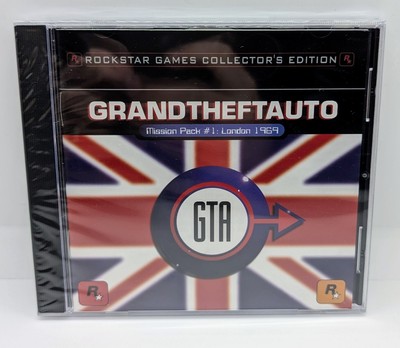 R ROCKSTAR GAMES COLLECTOR'S EDITION R
GRANDTHEFTAUTO
Mission Pack #1: London 1969
GTA
R R